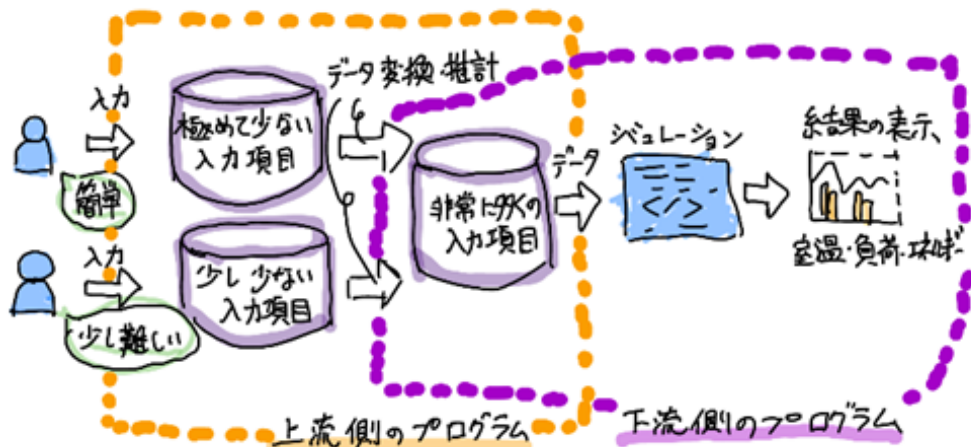 データ変換・推計
入力
極めて少ない
入力項目
簡単
入力
少し少ない
入力項目
少し難しい
非常に多くの
入力項目
データ
シュミレーション
</>
結果の表示、
室温・負荷・エネルギー
上流側のプログラム
下流側のプログラム